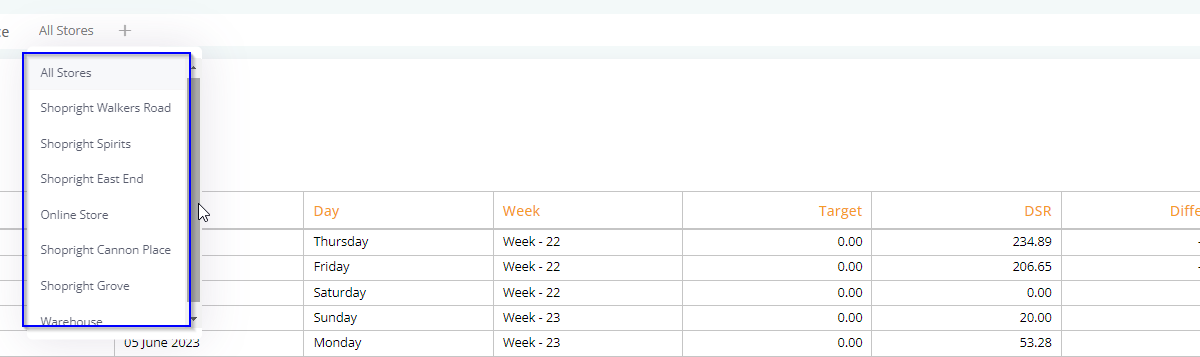 ce All Stores +
All Stores
Shopright Walkers Road
Shopright Spirits
Shopright East End
Online Store
Shopright Cannon Place
Shopright Grove
Warehouse
Day Week Target DSR Diffe
Thursday Week - 22 0.00 234.89 -
Friday Week - 22 0.00 206.65 -
Saturday Week - 22 0.00 0.00
Sunday Week - 23 0.00 20.00
05 June 2023 Monday Week - 23 0.00 53.28